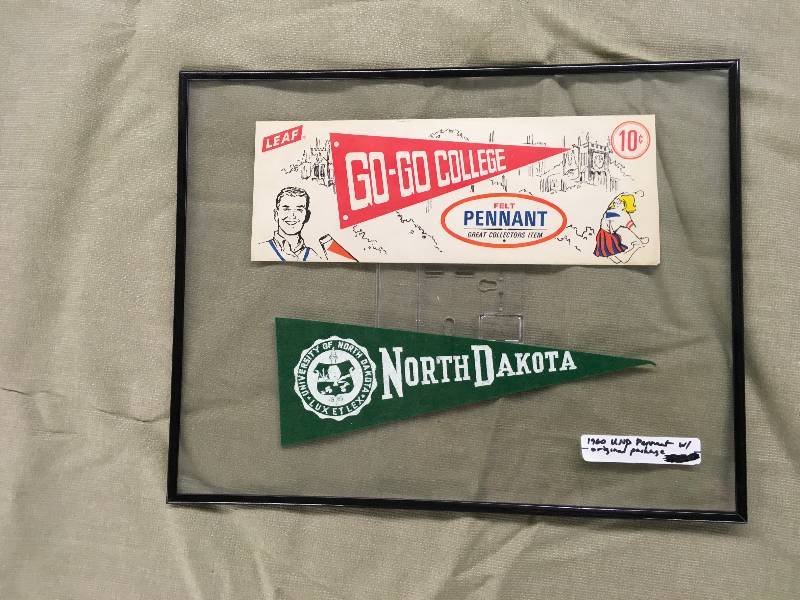 LEAF
10¢
GO-GO COLLEGE
FELT
PENNANT
GREAT COLLECTORS ITEM
UNIVERSITY OF NORTH DAKOTA
LUX ET LEX
NORTH DAKOTA
1960 UND Pennant w/
original package